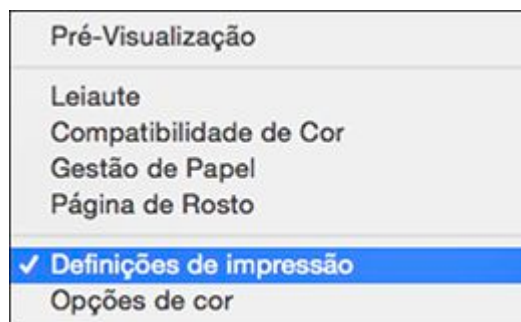 Pré-Visualização
Leiaute
Compatibilidade de Cor
Gestão de Papel
Página de Rosto
✓ Definições de impressão
Opções de cor